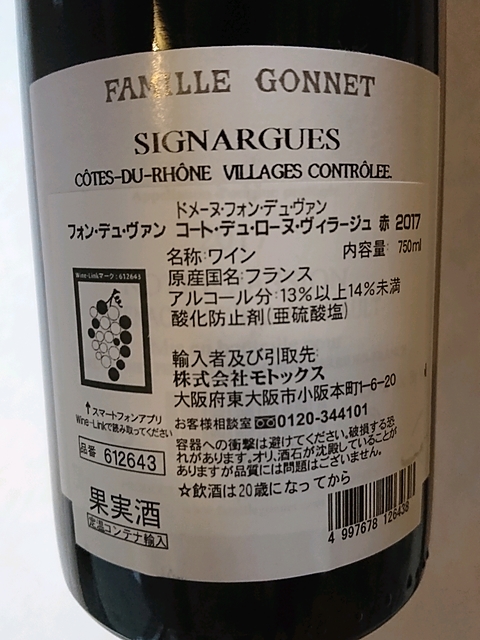 FAMILLE GONNET
SIGNARGUES
CÔTES-DU-RHÔNE VILLAGES CONTRÔLEE.
ドメーヌ・フォン・デュ・ヴァン
フォン・デュ・ヴァン コート・デュ・ローヌ・ヴィラージュ 赤 2017
名称:ワイン 内容量: 750ml
原産国名:フランス
アルコール分:13%以上14%未満
酸化防止剤(亜硫酸塩)
Wine-Linkマーク:612643
輸入者及び引取先:
株式会社モトックス
大阪府東大阪市小阪本町1-6-20
↑スマートフォンアプリ
Wine-Linkで読み取ってください
お客様相談室 0120-344101
容器への衝撃は避けてください。破損する恐
れがあります。オリ、酒石が沈殿していることが
ありますが品質には問題はございません。
品番 612643
☆飲酒は20歳になってから
果実酒
定温コンテナ輸入
4 997678 126438